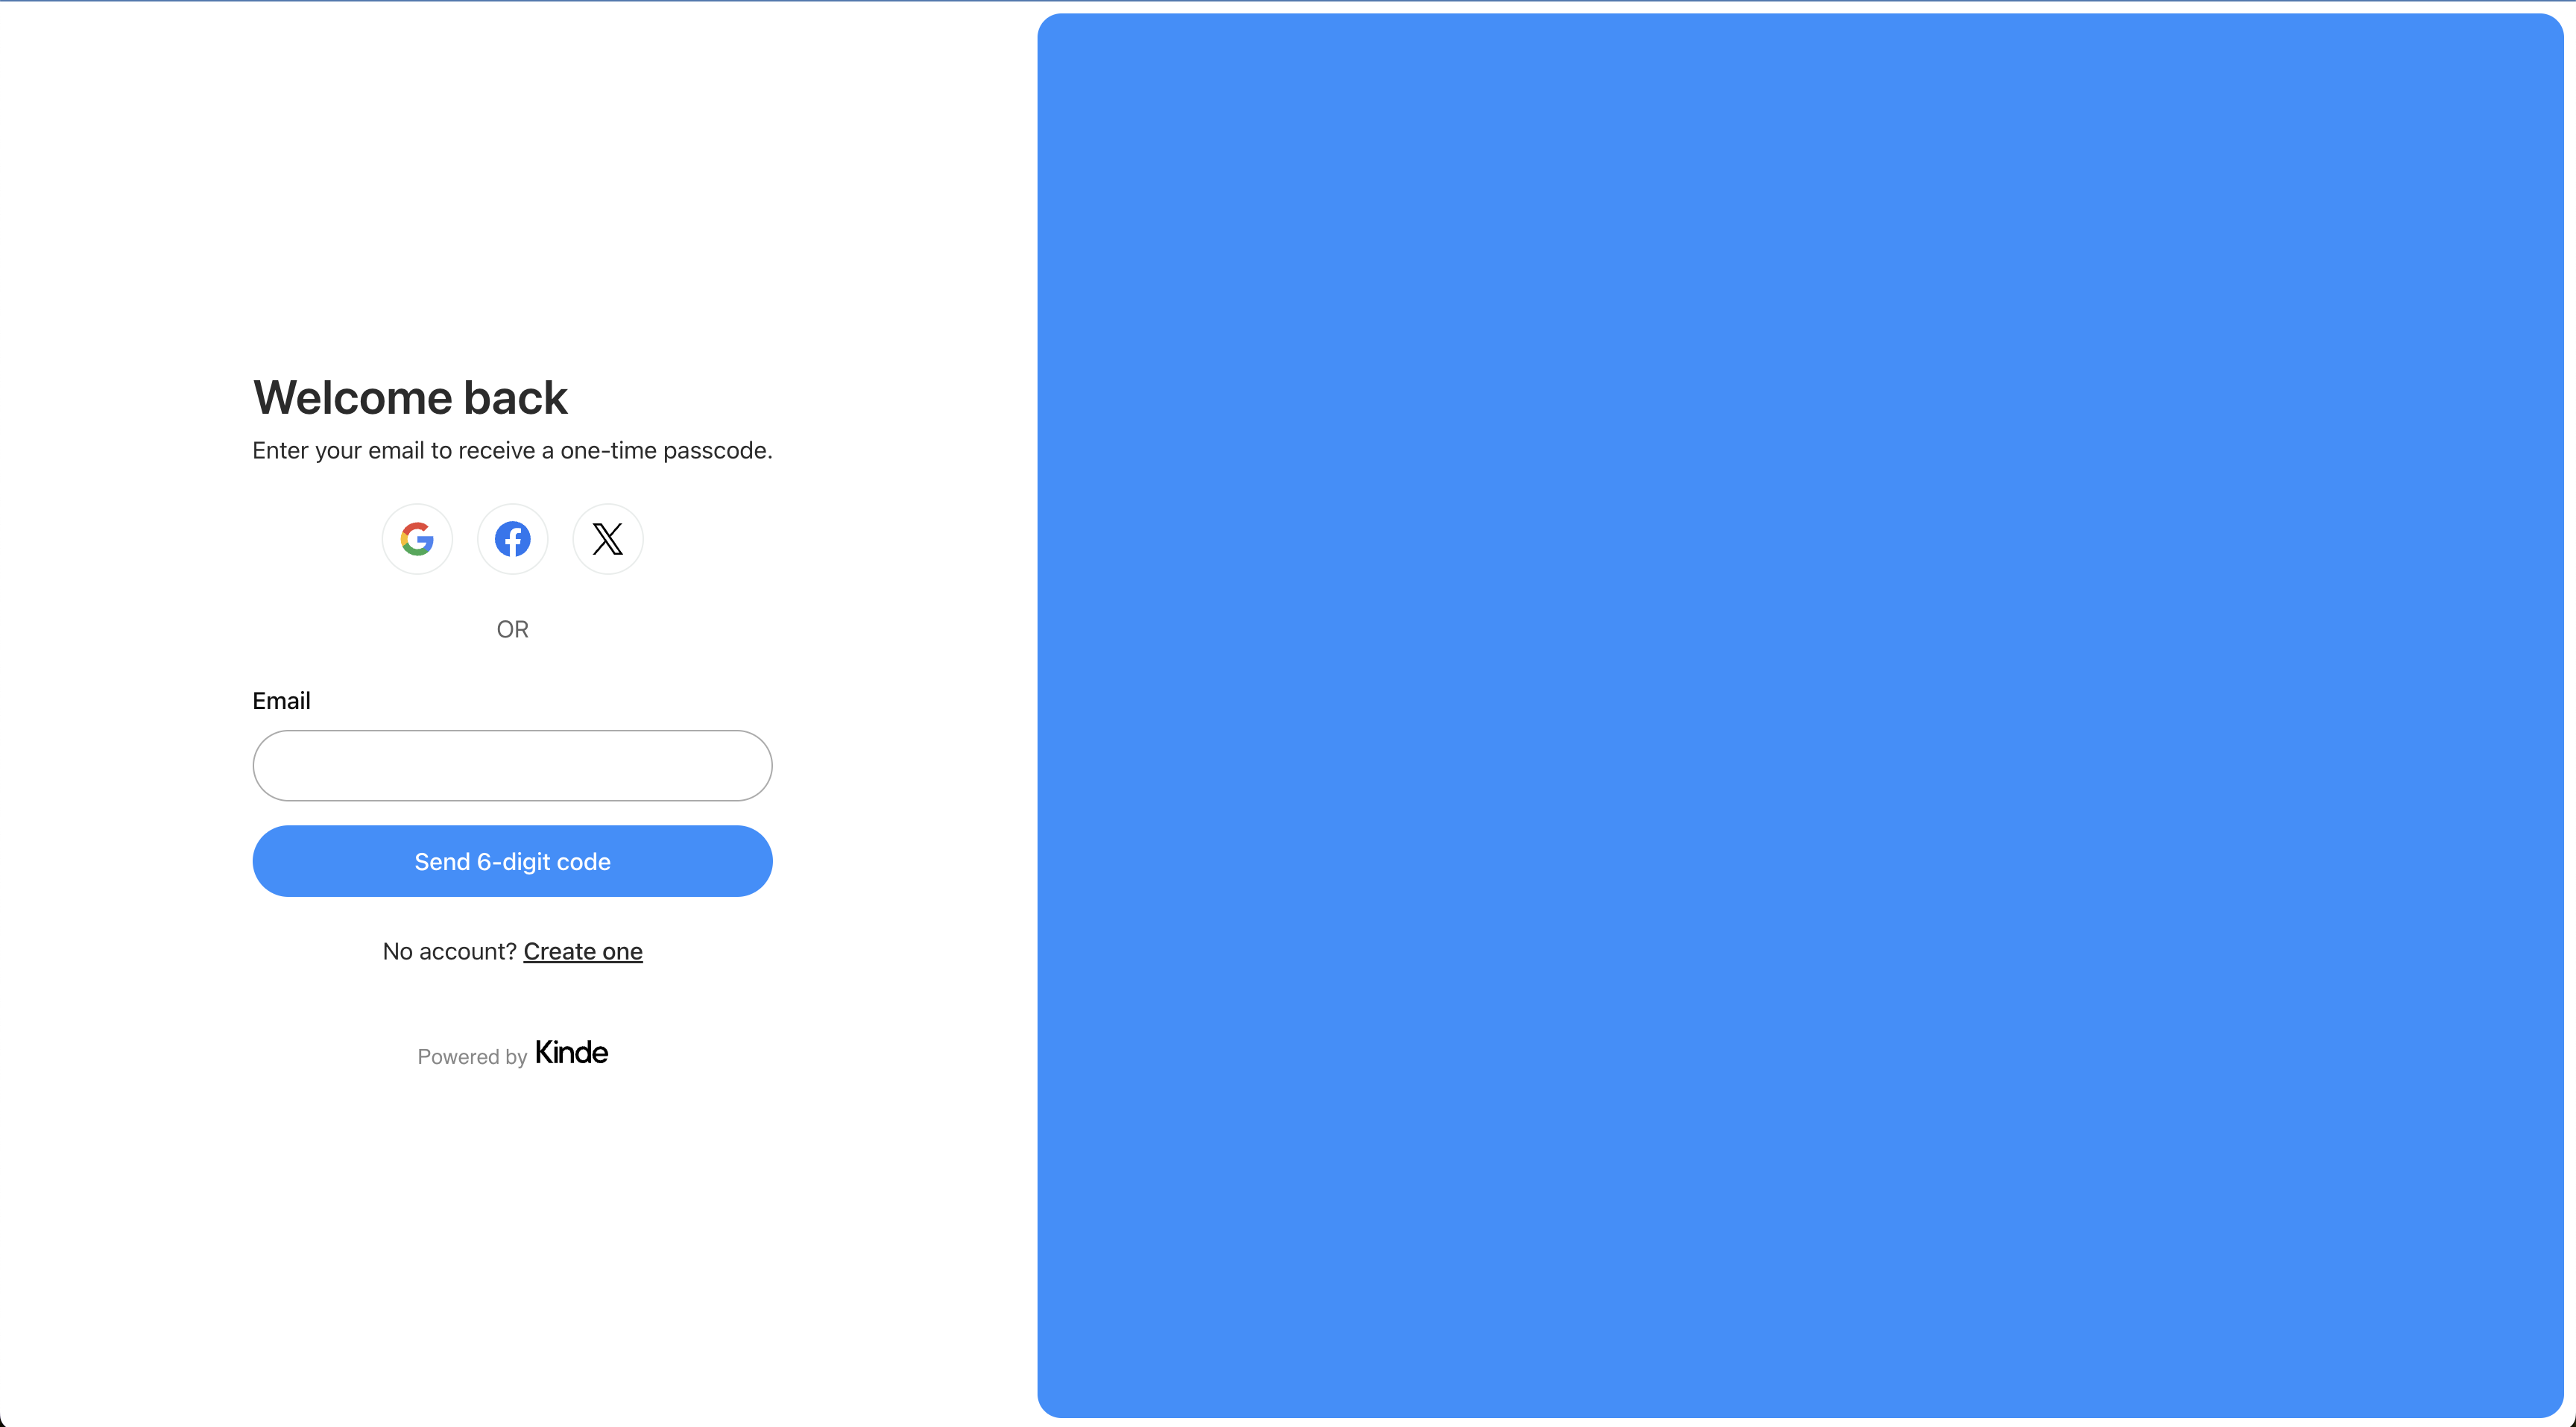 Welcome back
Enter your email to receive a one-time passcode.
OR
Email
Send 6-digit code
No account? Create one
Powered by Kinde